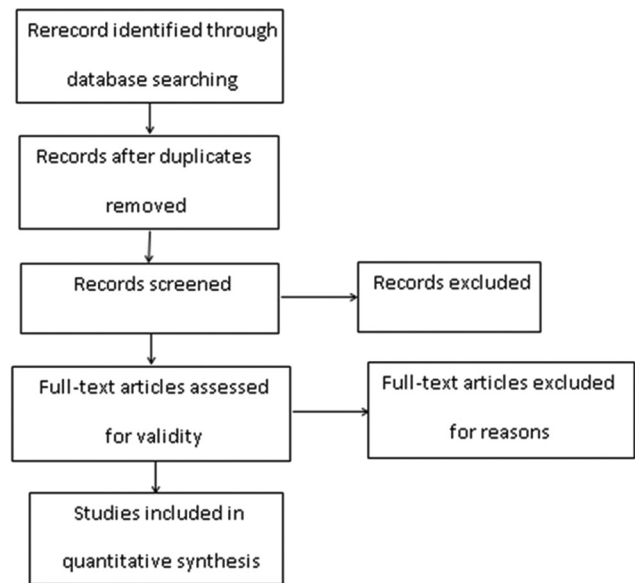 Rerecord identified through
database searching
Records after duplicates
removed
Records screened
Records excluded
Full-text articles assessed
for validity
Full-text articles excluded
for reasons
Studies included in
quantitative synthesis